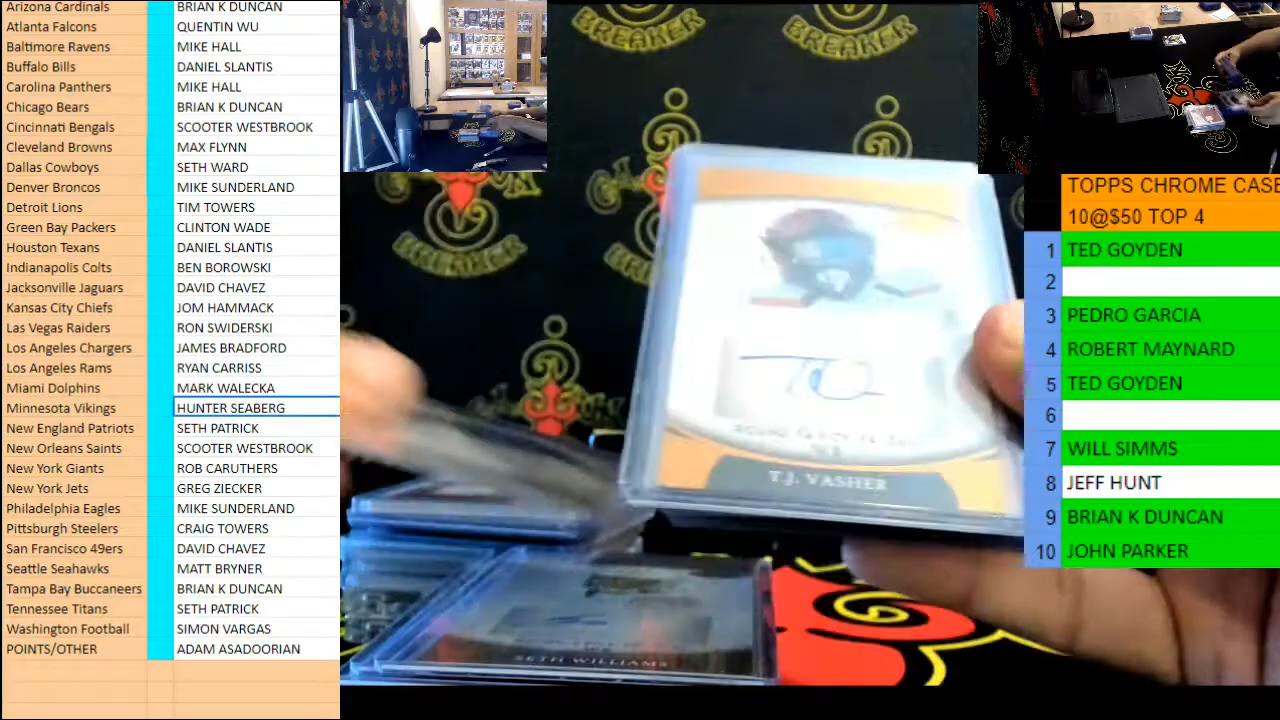 Arizona Cardinals BRIAN K DUNCAN
Atlanta Falcons QUENTIN WU
Baltimore Ravens MIKE HALL
Buffalo Bills DANIEL SLANTIS
Carolina Panthers MIKE HALL
Chicago Bears BRIAN K DUNCAN
Cincinnati Bengals SCOOTER WESTBROOK
Cleveland Browns MAX FLYNN
Dallas Cowboys SETH WARD
Denver Broncos MIKE SUNDERLAND
Detroit Lions TIM TOWERS
Green Bay Packers CLINTON WADE
Houston Texans DANIEL SLANTIS
Indianapolis Colts BEN BOROWSKI
Jacksonville Jaguars DAVID CHAVEZ
Kansas City Chiefs JOM HAMMACK
Las Vegas Raiders RON SWIDERSKI
Los Angeles Chargers JAMES BRADFORD
Los Angeles Rams RYAN CARRISS
Miami Dolphins MARK WALECKA
Minnesota Vikings HUNTER SEABERG
New England Patriots SETH PATRICK
New Orleans Saints SCOOTER WESTBROOK
New York Giants ROB CARUTHERS
New York Jets GREG ZIECKER
Philadelphia Eagles MIKE SUNDERLAND
Pittsburgh Steelers CRAIG TOWERS
San Francisco 49ers DAVID CHAVEZ
Seattle Seahawks MATT BRYNER
Tampa Bay Buccaneers BRIAN K DUNCAN
Tennessee Titans SETH PATRICK
Washington Football SIMON VARGAS
POINTS/OTHER ADAM ASADOORIAN
BREAKER
BREAKER
BREAKER
T.J. VASHER
SETH WILLIAMS
TOPPS CHROME CASE
10@$50 TOP 4
1 TED GOYDEN
2
3 PEDRO GARCIA
4 ROBERT MAYNARD
5 TED GOYDEN
6
7 WILL SIMMS
8 JEFF HUNT
9 BRIAN K DUNCAN
10 JOHN PARKER